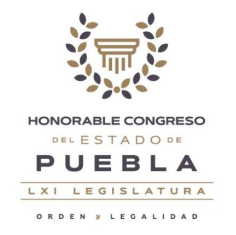 HONORABLE CONGRESO
DEL ESTADO DE
PUEBLA
LXI LEGISLATURA
ORDEN y LEGALIDAD